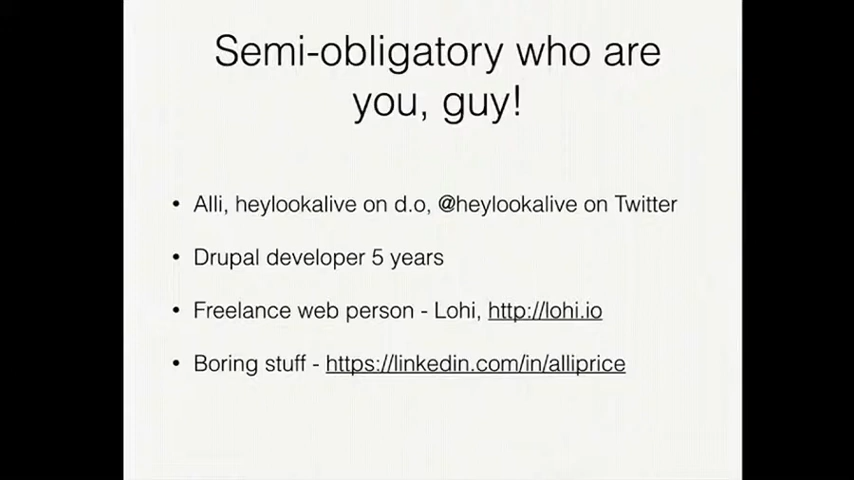 Semi-obligatory who are
you, guy!
• Alli, heylookalive on d.o, @heylookalive on Twitter
• Drupal developer 5 years
• Freelance web person - Lohi, http://lohi.io
• Boring stuff - https://linkedin.com/in/alliprice